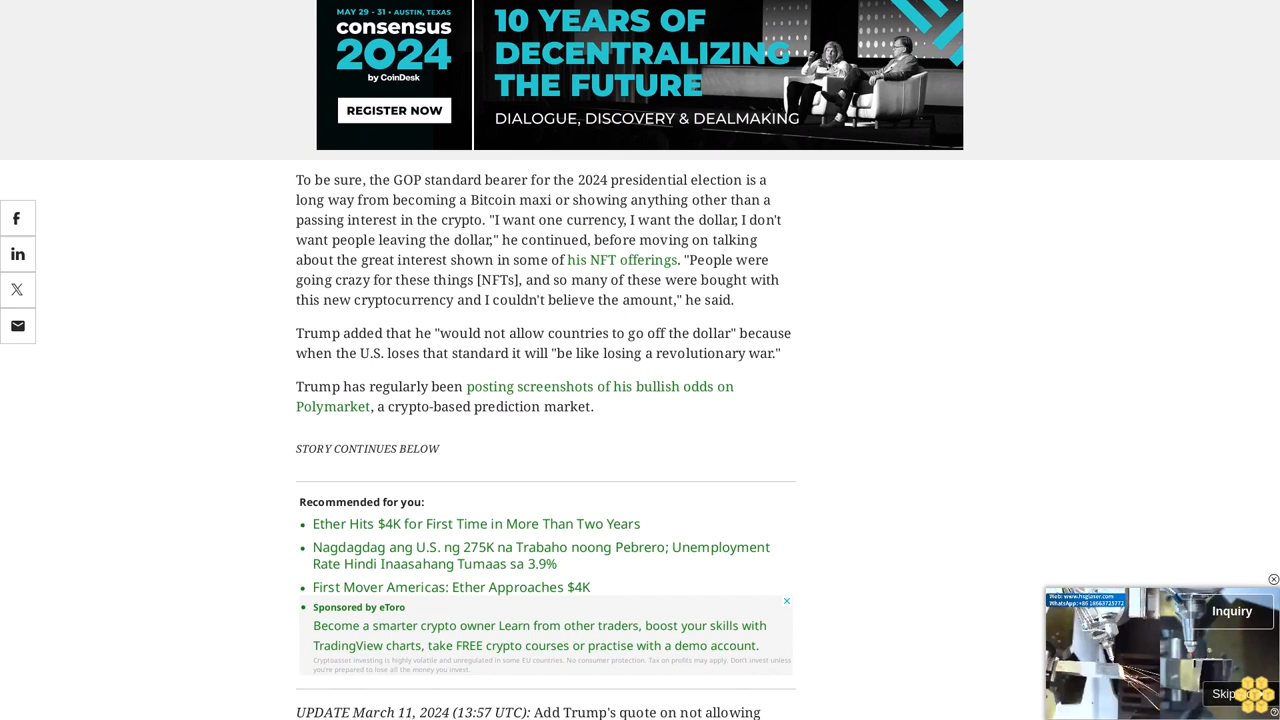 MAY 29 - 31 • AUSTIN, TEXAS
consensus
2024
by CoinDesk
REGISTER NOW
10 YEARS OF
DECENTRALIZING
THE FUTURE
DIALOGUE, DISCOVERY & DEALMAKING
To be sure, the GOP standard bearer for the 2024 presidential election is a
long way from becoming a Bitcoin maxi or showing anything other than a
passing interest in the crypto. "I want one currency, I want the dollar, I don't
want people leaving the dollar," he continued, before moving on talking
about the great interest shown in some of his NFT offerings. "People were
going crazy for these things [NFTs], and so many of these were bought with
this new cryptocurrency and I couldn't believe the amount," he said.
Trump added that he "would not allow countries to go off the dollar" because
when the U.S. loses that standard it will "be like losing a revolutionary war."
Trump has regularly been posting screenshots of his bullish odds on
Polymarket, a crypto-based prediction market.
STORY CONTINUES BELOW
Recommended for you:
• Ether Hits $4K for First Time in More Than Two Years
• Nagdagdag ang U.S. ng 275K na Trabaho noong Pebrero; Unemployment
Rate Hindi Inaasahang Tumaas sa 3.9%
• First Mover Americas: Ether Approaches $4K
• Sponsored by eToro
Become a smarter crypto owner Learn from other traders, boost your skills with
TradingView charts, take FREE crypto courses or practise with a demo account.
Cryptoasset investing is highly volatile and unregulated in some EU countries. No consumer protection. Tax on profits may apply. Don't invest unless
you're prepared to lose all the money you invest.
UPDATE March 11, 2024 (13:57 UTC): Add Trump's quote on not allowing
Web: www.hsglaser.com
WhatsApp:+86 18663725772
Inquiry